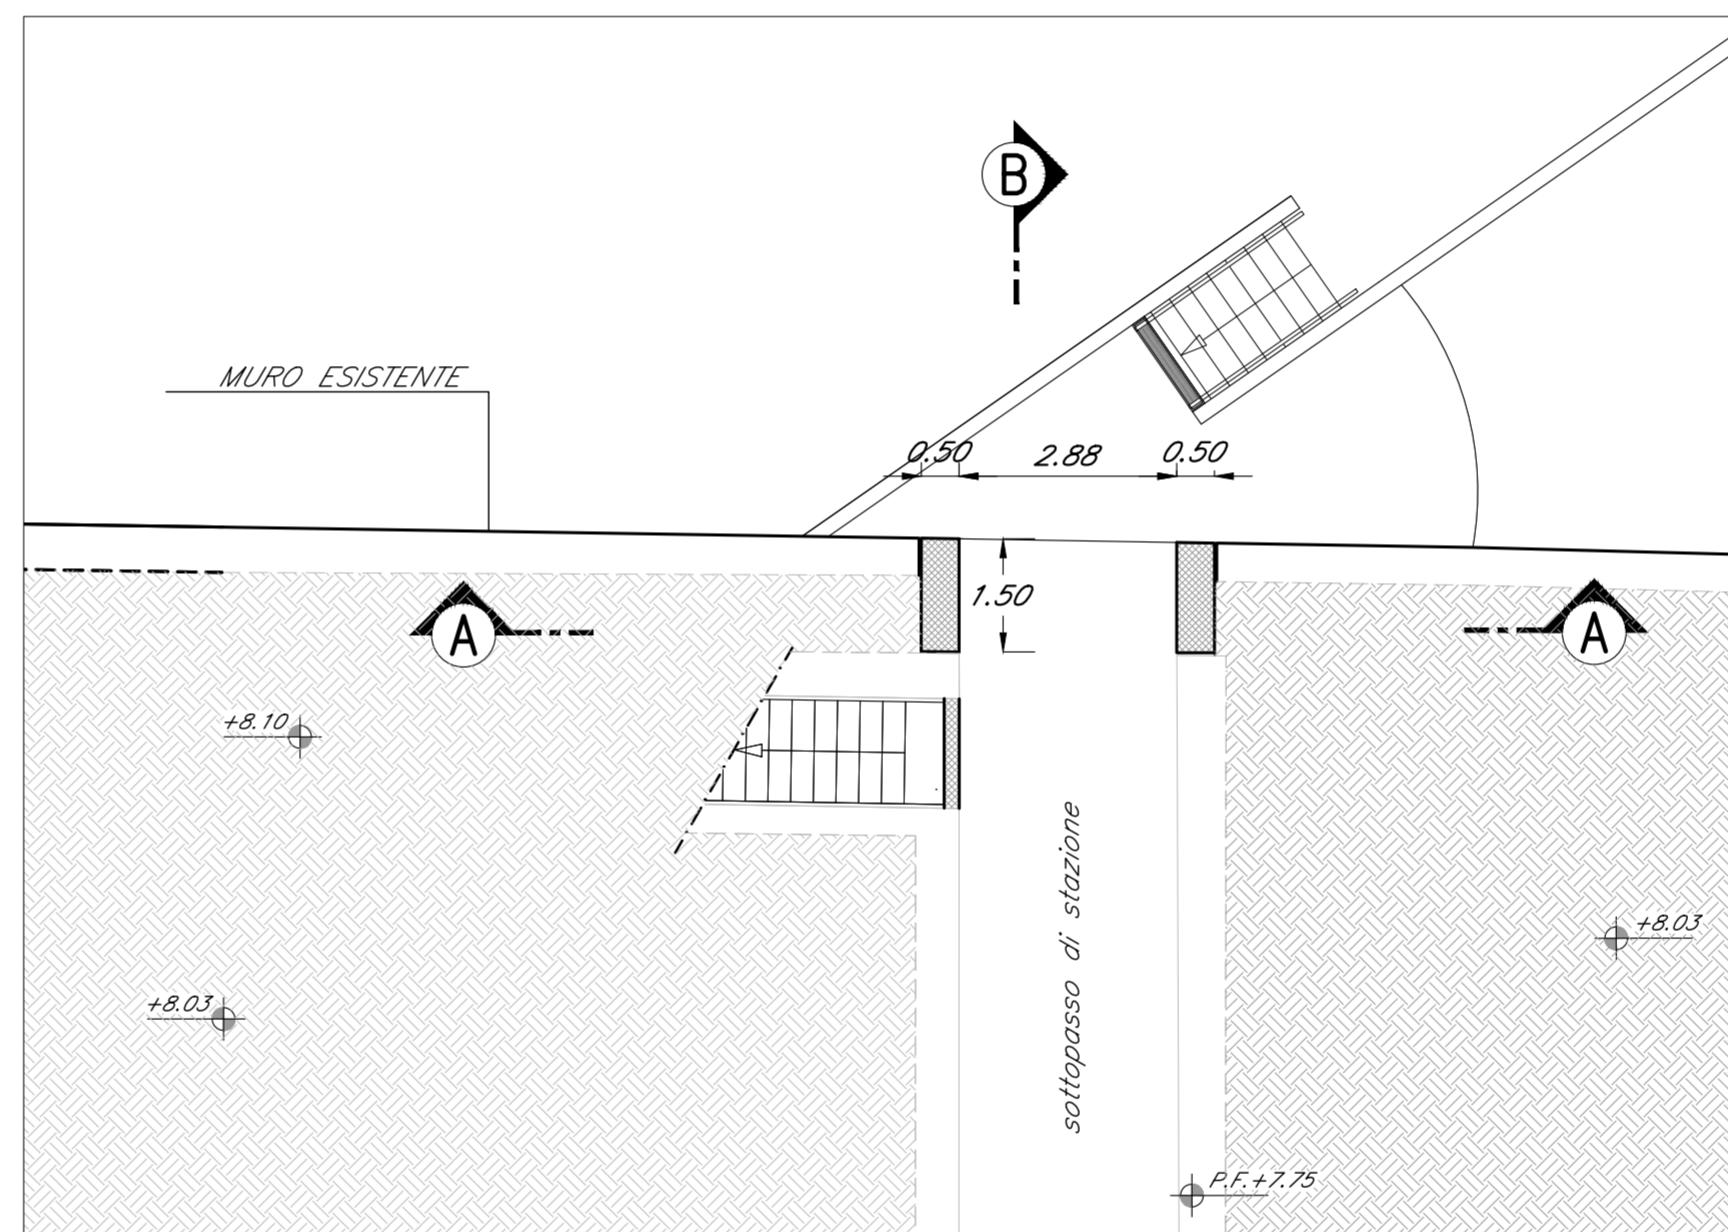 B
MURO ESISTENTE
0.50 2.88 0.50
1.50
A
A
+8.10
sottopasso di stazione
+8.03
+8.03
P.F.+7.75